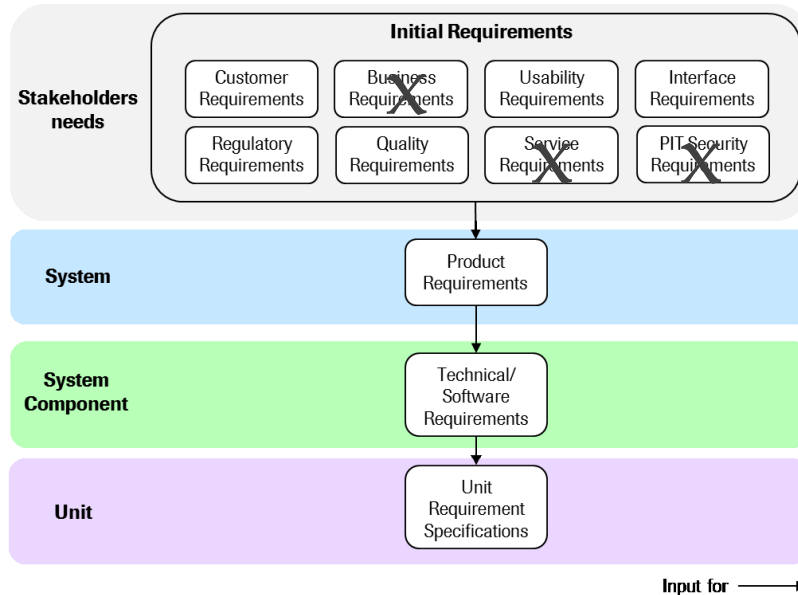 Initial Requirements
Stakeholders
needs
Customer
Requirements
Business
Requirements
Usability
Requirements
Interface
Requirements
Regulatory
Requirements
Quality
Requirements
Service
Requirements
PIT Security
Requirements
X
X
X
System
Product
Requirements
System
Component
Technical/
Software
Requirements
Unit
Unit
Requirement
Specifications
Input for